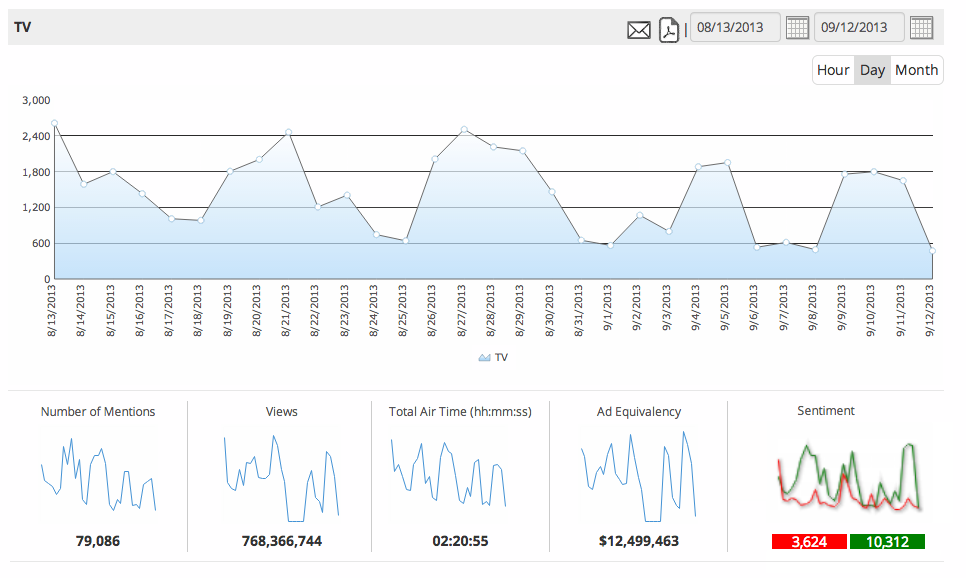 TV
08/13/2013
09/12/2013
Hour Day Month
3,000
2,400
1,800
1,200
600
0
8/13/2013 8/14/2013 8/15/2013 8/16/2013 8/17/2013 8/18/2013 8/19/2013 8/20/2013 8/21/2013 8/22/2013 8/23/2013 8/24/2013 8/25/2013 8/26/2013 8/27/2013 8/28/2013 8/29/2013 8/30/2013 8/31/2013 9/1/2013 9/2/2013 9/3/2013 9/4/2013 9/5/2013 9/6/2013 9/7/2013 9/8/2013 9/9/2013 9/10/2013 9/11/2013 9/12/2013
TV
Number of Mentions
79,086
Views
768,366,744
Total Air Time (hh:mm:ss)
02:20:55
Ad Equivalency
$12,499,463
Sentiment
3,624 10,312